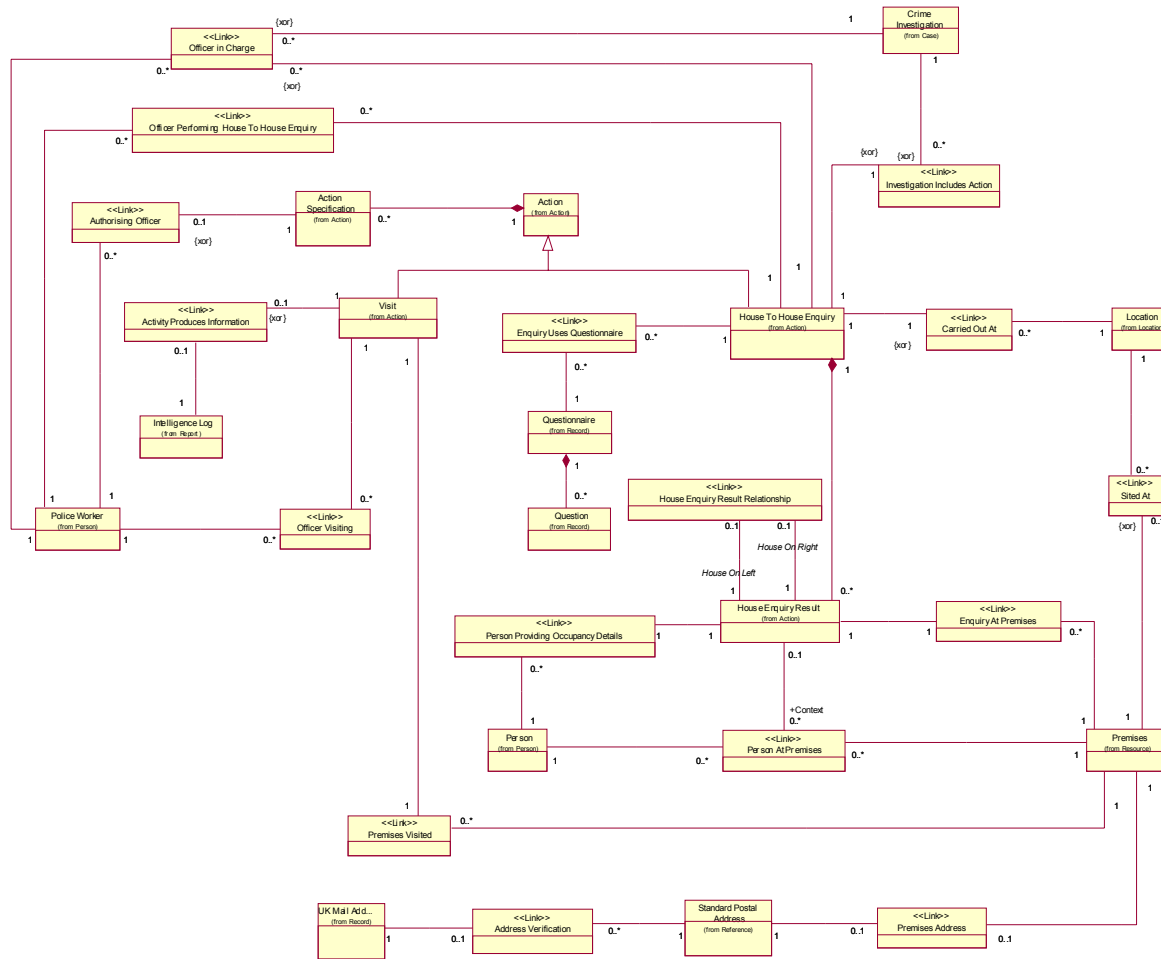 {xor}
1
Crime
Investigation
(from Case)
<<Link>>
Officer in Charge
0..*
1
0..*
0..*
{xor}
<<Link>>
Officer Performing House To House Enquiry
0..*
0..*
0..*
{xor}
{xor}
1
<<Link>>
Investigation Includes Action
<<Link>>
Authorising Officer
0..1
{xor}
0..*
Action
Specification
(from Action)
1
0..*
Action
(from Action)
1
1
1
1
<<Link>>
Activity Produces Information
0..1
{xor}
0..1
1
Visit
(from Action)
1
1
<<Link>>
Enquiry Uses Questionnaire
0..*
0..*
House To House Enquiry
(from Action)
1
1
1
1
{xor}
<<Link>>
Carried Out At
0..*
1
Location
(from Location
1
Intelligence Log
(from Report )
1
Questionnaire
(from Record)
1
0..*
Question
(from Record)
<<Link>>
House Enquiry Result Relationship
0..1
0..1
House On Right
House On Left
1
1
0..*
0..*
<<Link>>
Sited At
{xor}
0..
1
1
Police Worker
(from Person)
1
1
0..*
0..*
<<Link>>
Officer Visiting
<<Link>>
Person Providing Occupancy Details
1
1
0..*
House Enquiry Result
(from Action)
1
0..1
1
<<Link>>
Enquiry At Premises
0..*
+Context
0..*
1
Person
(from Person)
1
0..*
<<Link>>
Person At Premises
0..*
1
1
1
Premises
(from Resource)
1
1
1
<<Link>>
Premises Visited
0..*
UK Mail Add...
(from Record)
1
0..1
<<Link>>
Address Verification
0..*
1
Standard Postal
Address
(from Reference)
1
0..1
<<Link>>
Premises Address
0..1